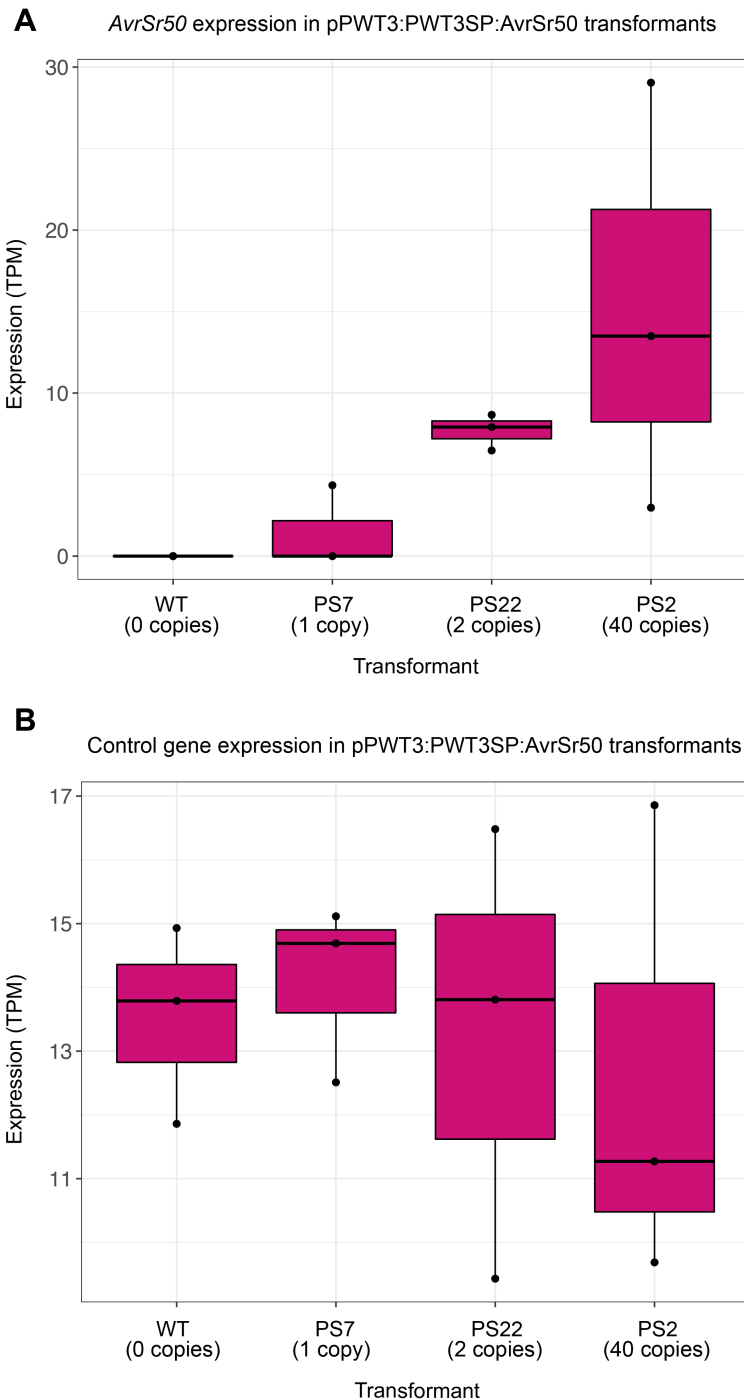 A
AvrSr50 expression in pPWT3:PWT3SP:AvrSr50 transformants
Expression (TPM)
30
20
10
0
WT PS7 PS22 PS2
(0 copies) (1 copy) (2 copies) (40 copies)
Transformant
B
Control gene expression in pPWT3:PWT3SP:AvrSr50 transformants
Expression (TPM)
17
15
13
11
WT PS7 PS22 PS2
(0 copies) (1 copy) (2 copies) (40 copies)
Transformant